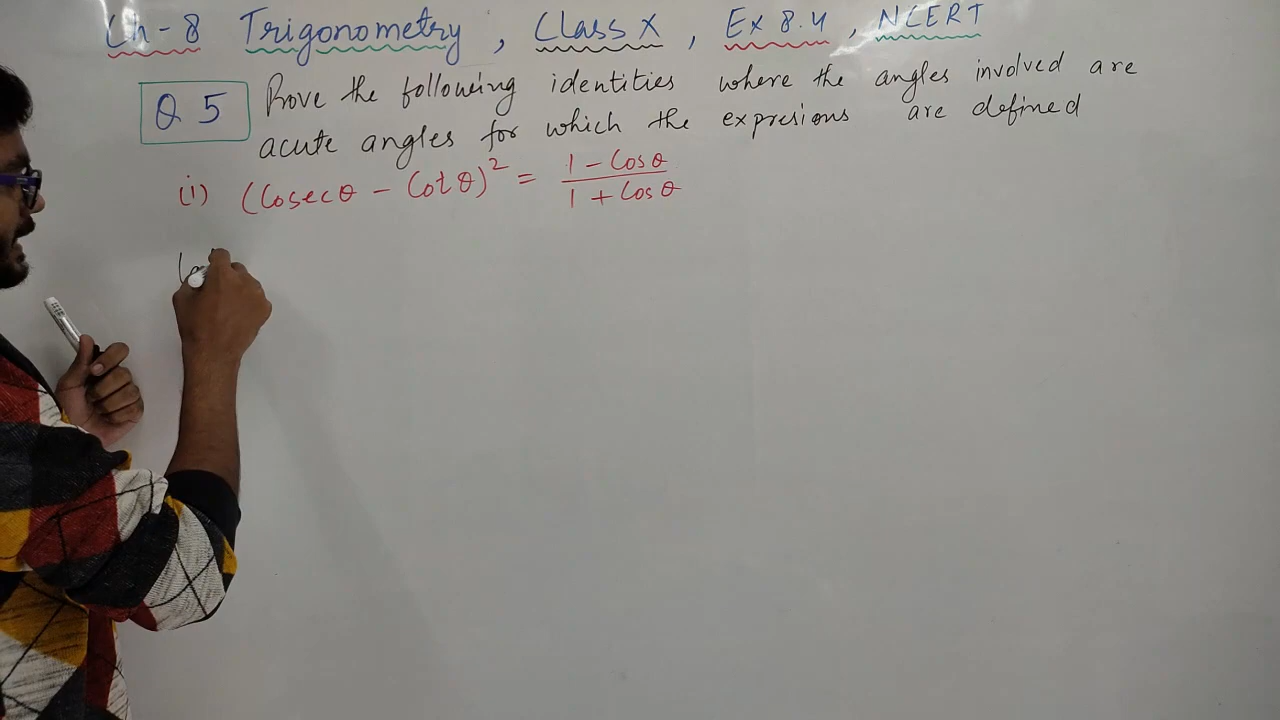 Ch-8 Trigonometry, Class X, Ex 8.4, NCERT
Q 5 Prove the following identities where the angles involved are
acute angles for which the expresions are defined
(i) (Cosecθ - Cotθ)² = (1 - Cosθ)/(1 + Cosθ)